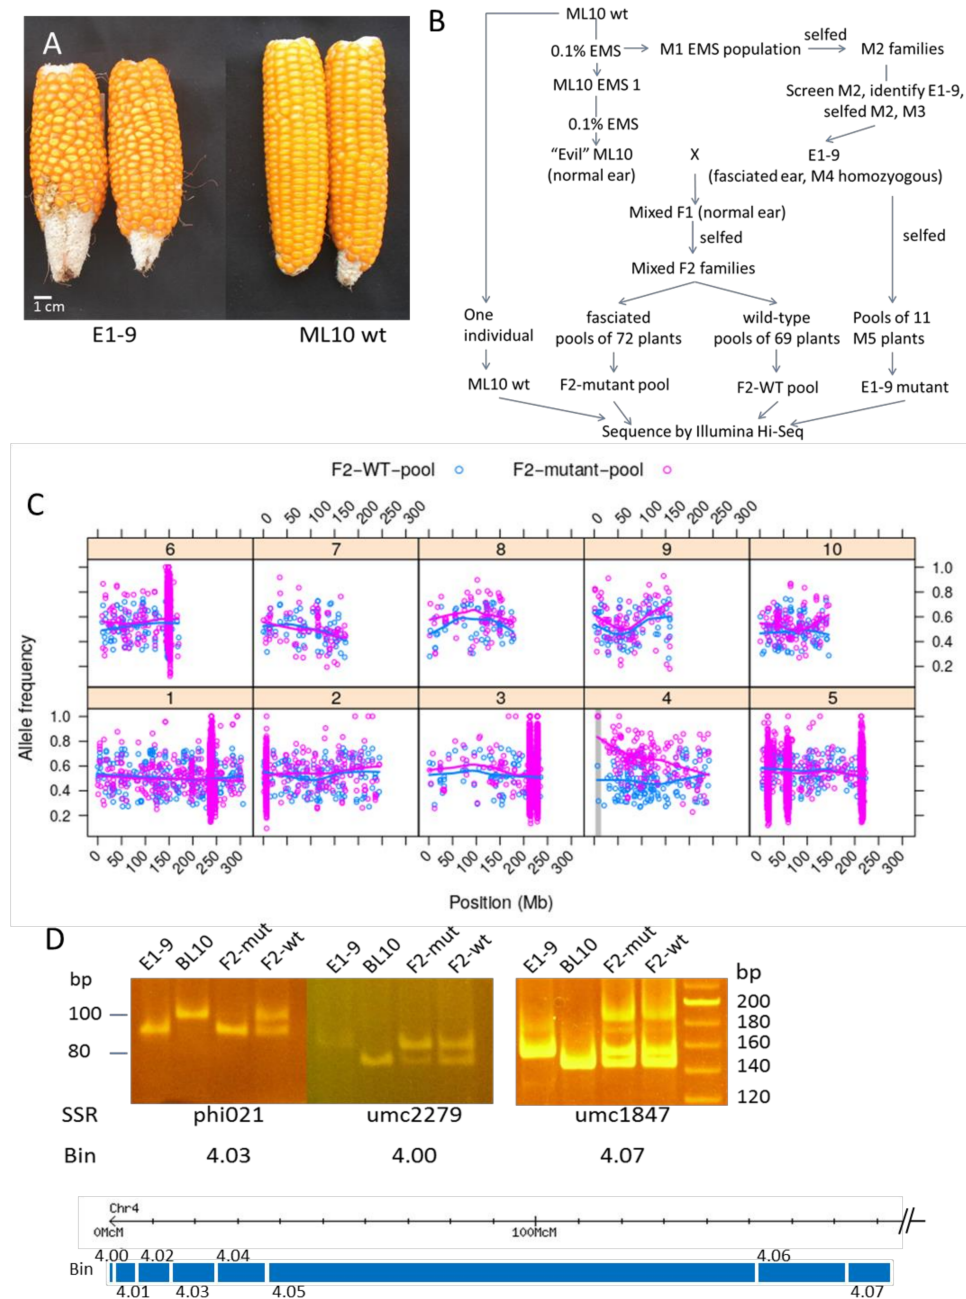 A
1 cm
E1-9
ML10 wt
B
ML10 wt
0.1% EMS
M1 EMS population
selfed
M2 families
ML10 EMS 1
Screen M2, identify E1-9,
selfed M2, M3
0.1% EMS
"Evil" ML10
(normal ear)
X
E1-9
(fasciated ear, M4 homozyogous)
Mixed F1 (normal ear)
selfed
selfed
Mixed F2 families
One
individual
fasciated
pools of 72 plants
wild-type
pools of 69 plants
Pools of 11
M5 plants
ML10 wt
F2-mutant pool
F2-WT pool
E1-9 mutant
Sequence by Illumina Hi-Seq
C
F2-WT-pool
F2-mutant-pool
0 50 100 150 200 250 300
0 50 100 150 200 250 300
6 7 8 9 10
1.0
0.8
0.6
0.4
0.2
1 2 3 4 5
1.0
0.8
0.6
0.4
0.2
Allele frequency
0 50 100 150 200 250 300
0 50 100 150 200 250 300
0 50 100 150 200 250 300
Position (Mb)
D
E1-9 BL10 F2-mut F2-wt
E1-9 BL10 F2-mut F2-wt
E1-9 BL10 F2-mut F2-wt
bp
100
80
bp
200
180
160
140
120
SSR phi021 umc2279 umc1847
Bin 4.03 4.00 4.07
Chr4
0McM
100McM
4.00 4.02 4.04 4.06
Bin
4.01 4.03 4.05 4.07